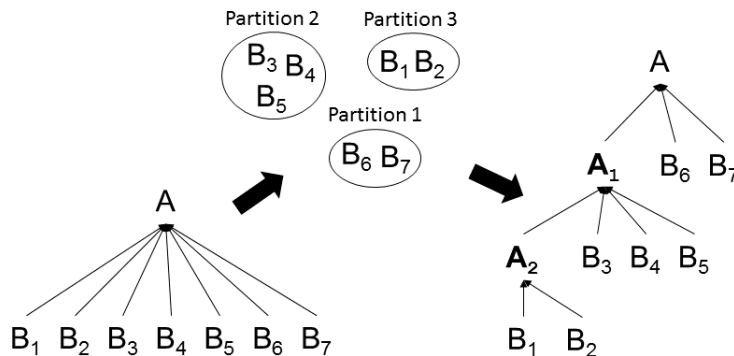 Partition 2
Partition 3
B₃ B₄
B₅
B₁ B₂
Partition 1
B₆ B₇
A
A₁ B₆ B₇
A
A₂ B₃ B₄ B₅
B₁ B₂ B₃ B₄ B₅ B₆ B₇
B₁ B₂